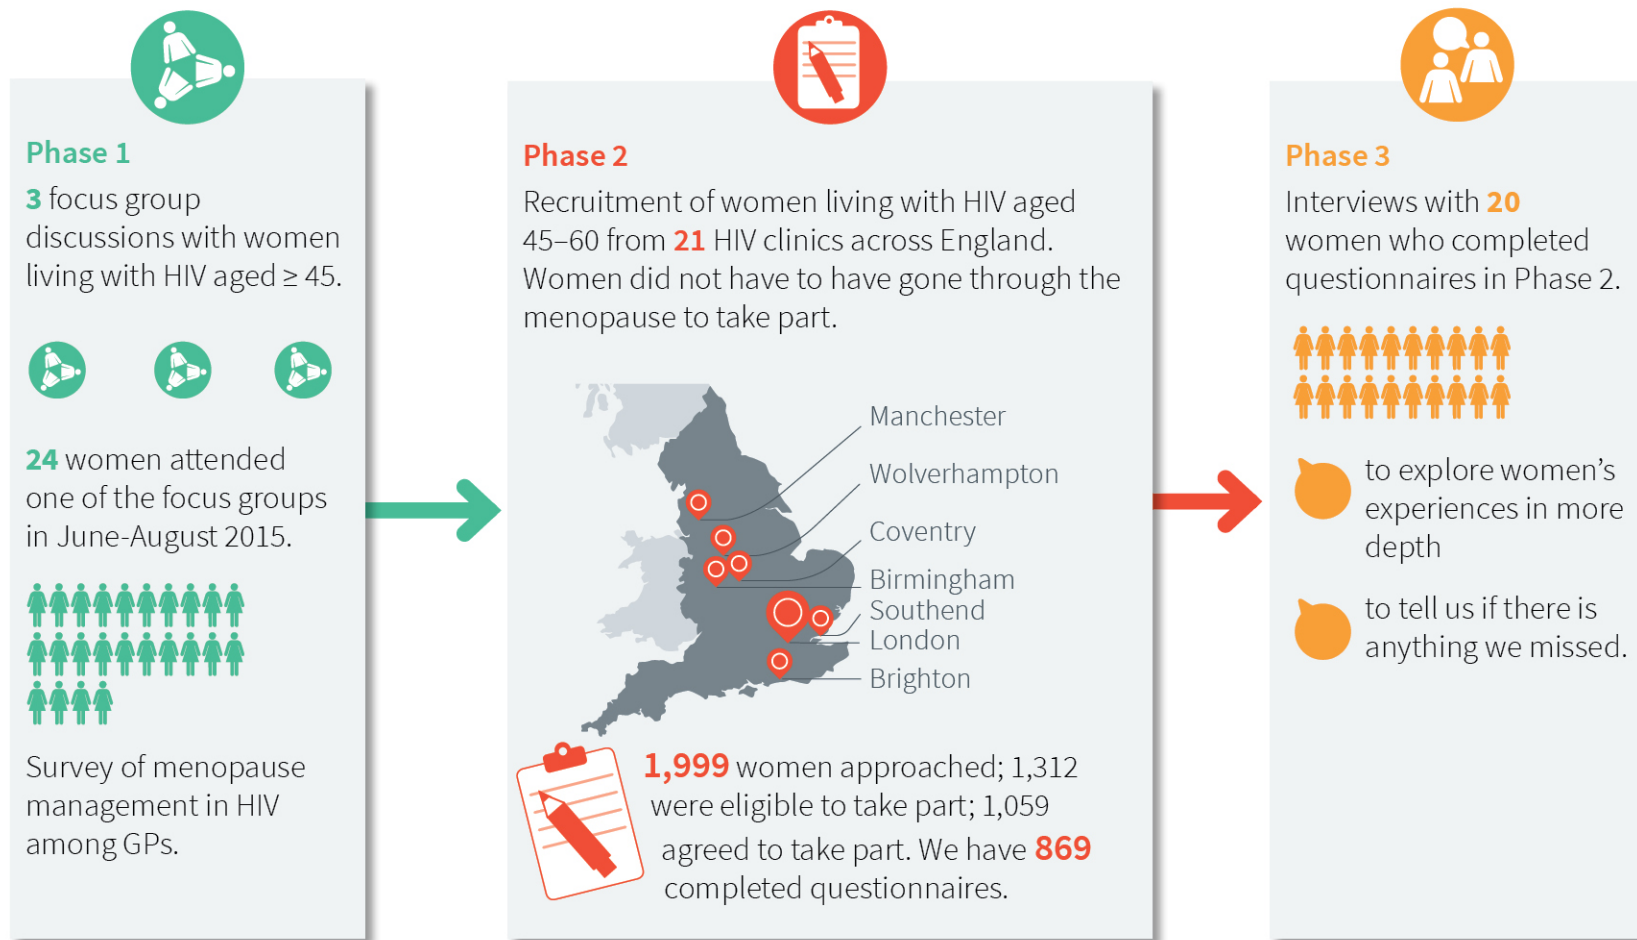 Phase 1
3 focus group
discussions with women
living with HIV aged ≥ 45.
24 women attended
one of the focus groups
in June-August 2015.
Survey of menopause
management in HIV
among GPs.
Phase 2
Recruitment of women living with HIV aged
45–60 from 21 HIV clinics across England.
Women did not have to have gone through the
menopause to take part.
Manchester
Wolverhampton
Coventry
Birmingham
Southend
London
Brighton
1,999 women approached; 1,312
were eligible to take part; 1,059
agreed to take part. We have 869
completed questionnaires.
Phase 3
Interviews with 20
women who completed
questionnaires in Phase 2.
to explore women’s
experiences in more
depth
to tell us if there is
anything we missed.